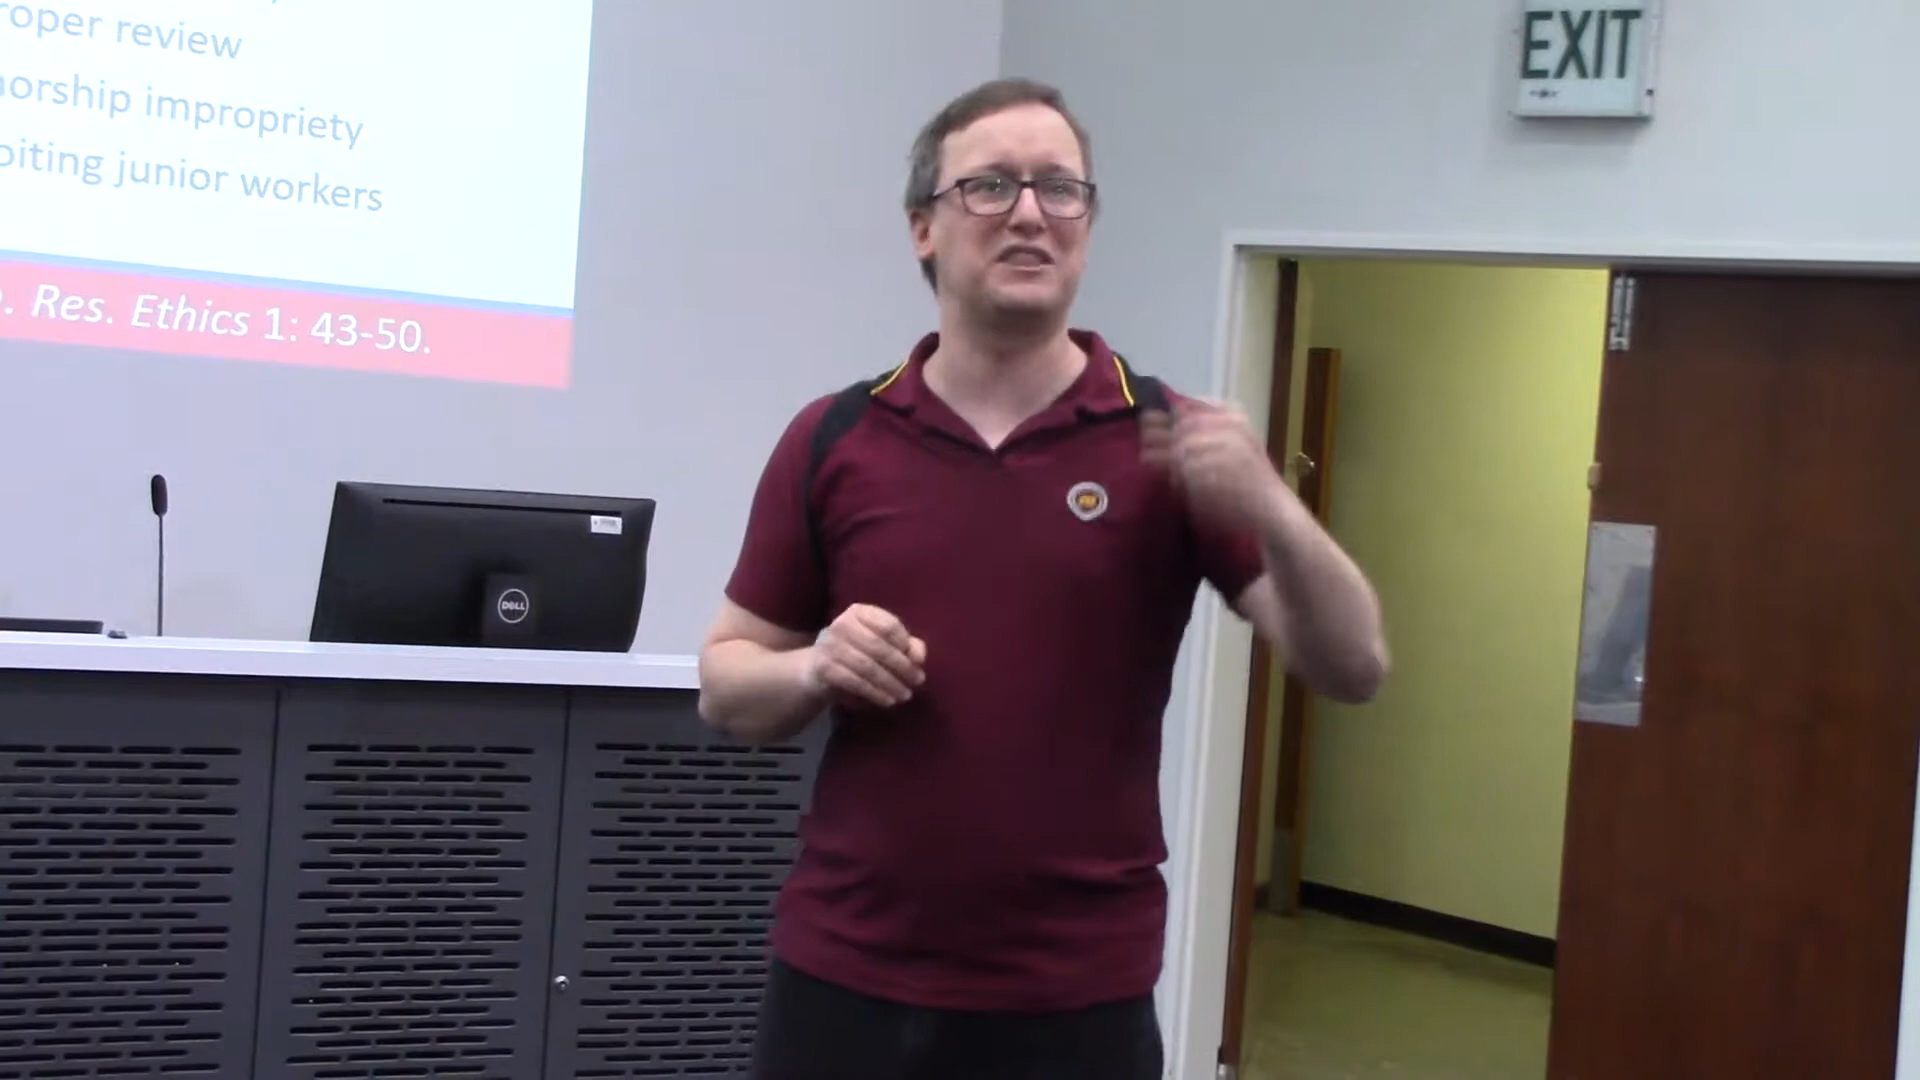 roper review
horship impropriety
oiting junior workers
. Res. Ethics 1: 43-50.
EXIT
DELL